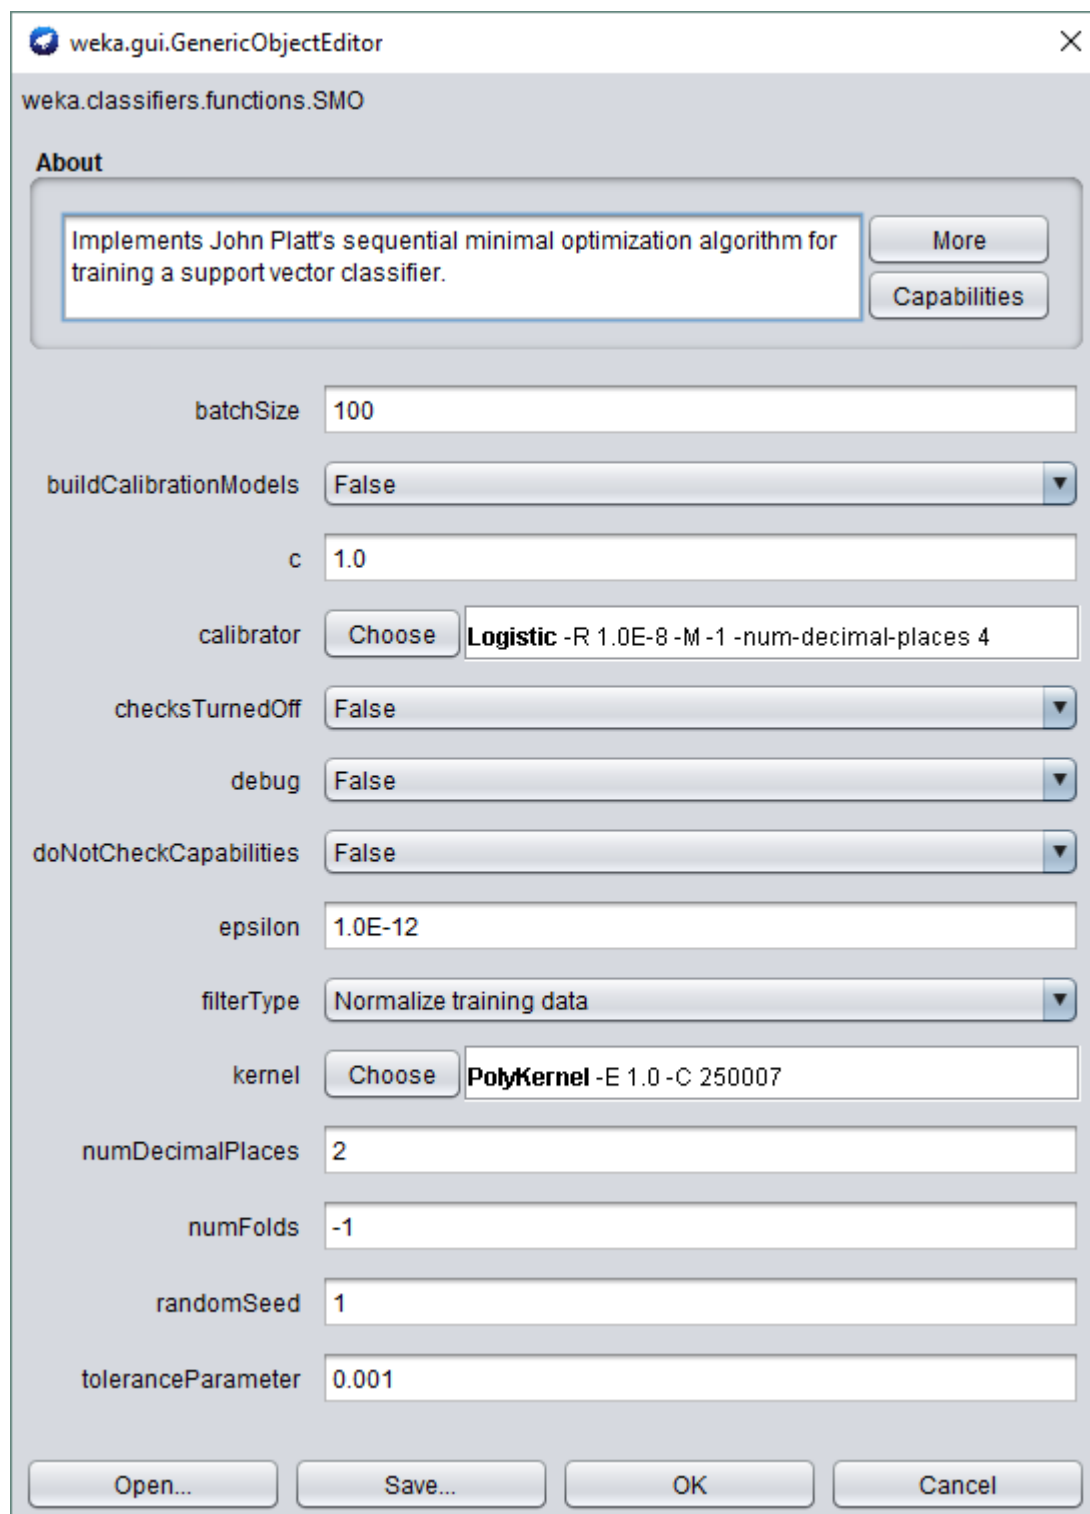 weka.gui.GenericObjectEditor
weka.classifiers.functions.SMO
About
Implements John Platt's sequential minimal optimization algorithm for
training a support vector classifier.
More
Capabilities
batchSize 100
buildCalibrationModels False
c 1.0
calibrator Choose Logistic -R 1.0E-8 -M -1 -num-decimal-places 4
checksTurnedOff False
debug False
doNotCheckCapabilities False
epsilon 1.0E-12
filterType Normalize training data
kernel Choose PolyKernel -E 1.0 -C 250007
numDecimalPlaces 2
numFolds -1
randomSeed 1
toleranceParameter 0.001
Open... Save... OK Cancel